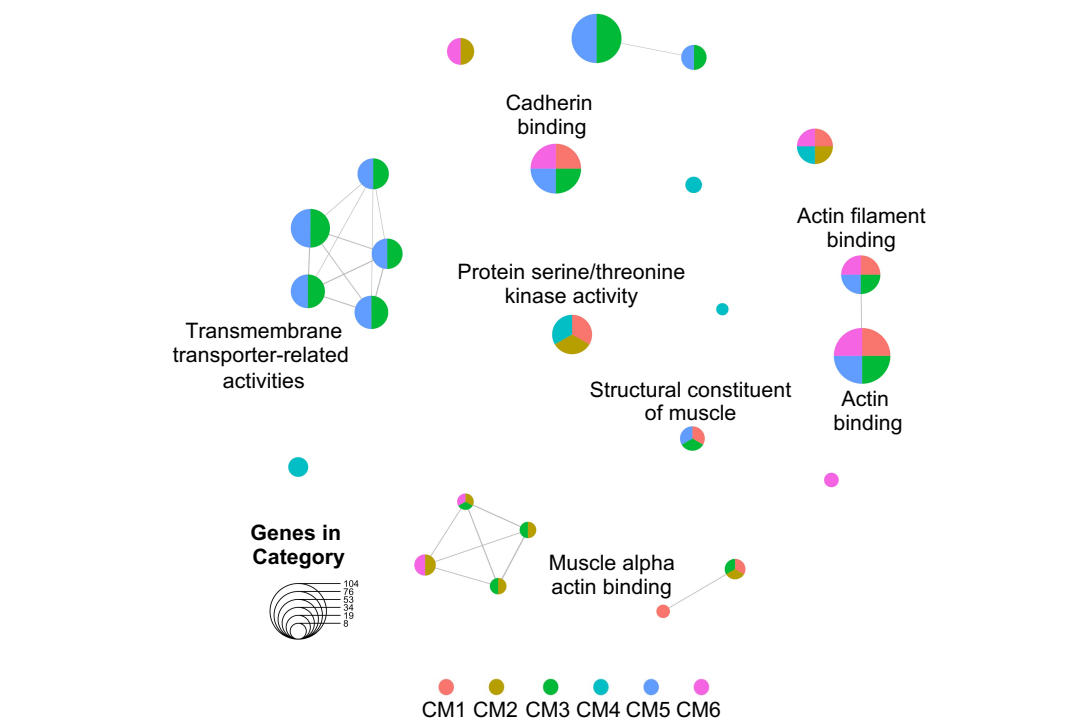 Cadherin
binding
Actin filament
binding
Protein serine/threonine
kinase activity
Transmembrane
transporter-related
activities
Structural constituent
of muscle
Actin
binding
Genes in
Category
104
76
53
34
19
8
Muscle alpha
actin binding
CM1 CM2 CM3 CM4 CM5 CM6